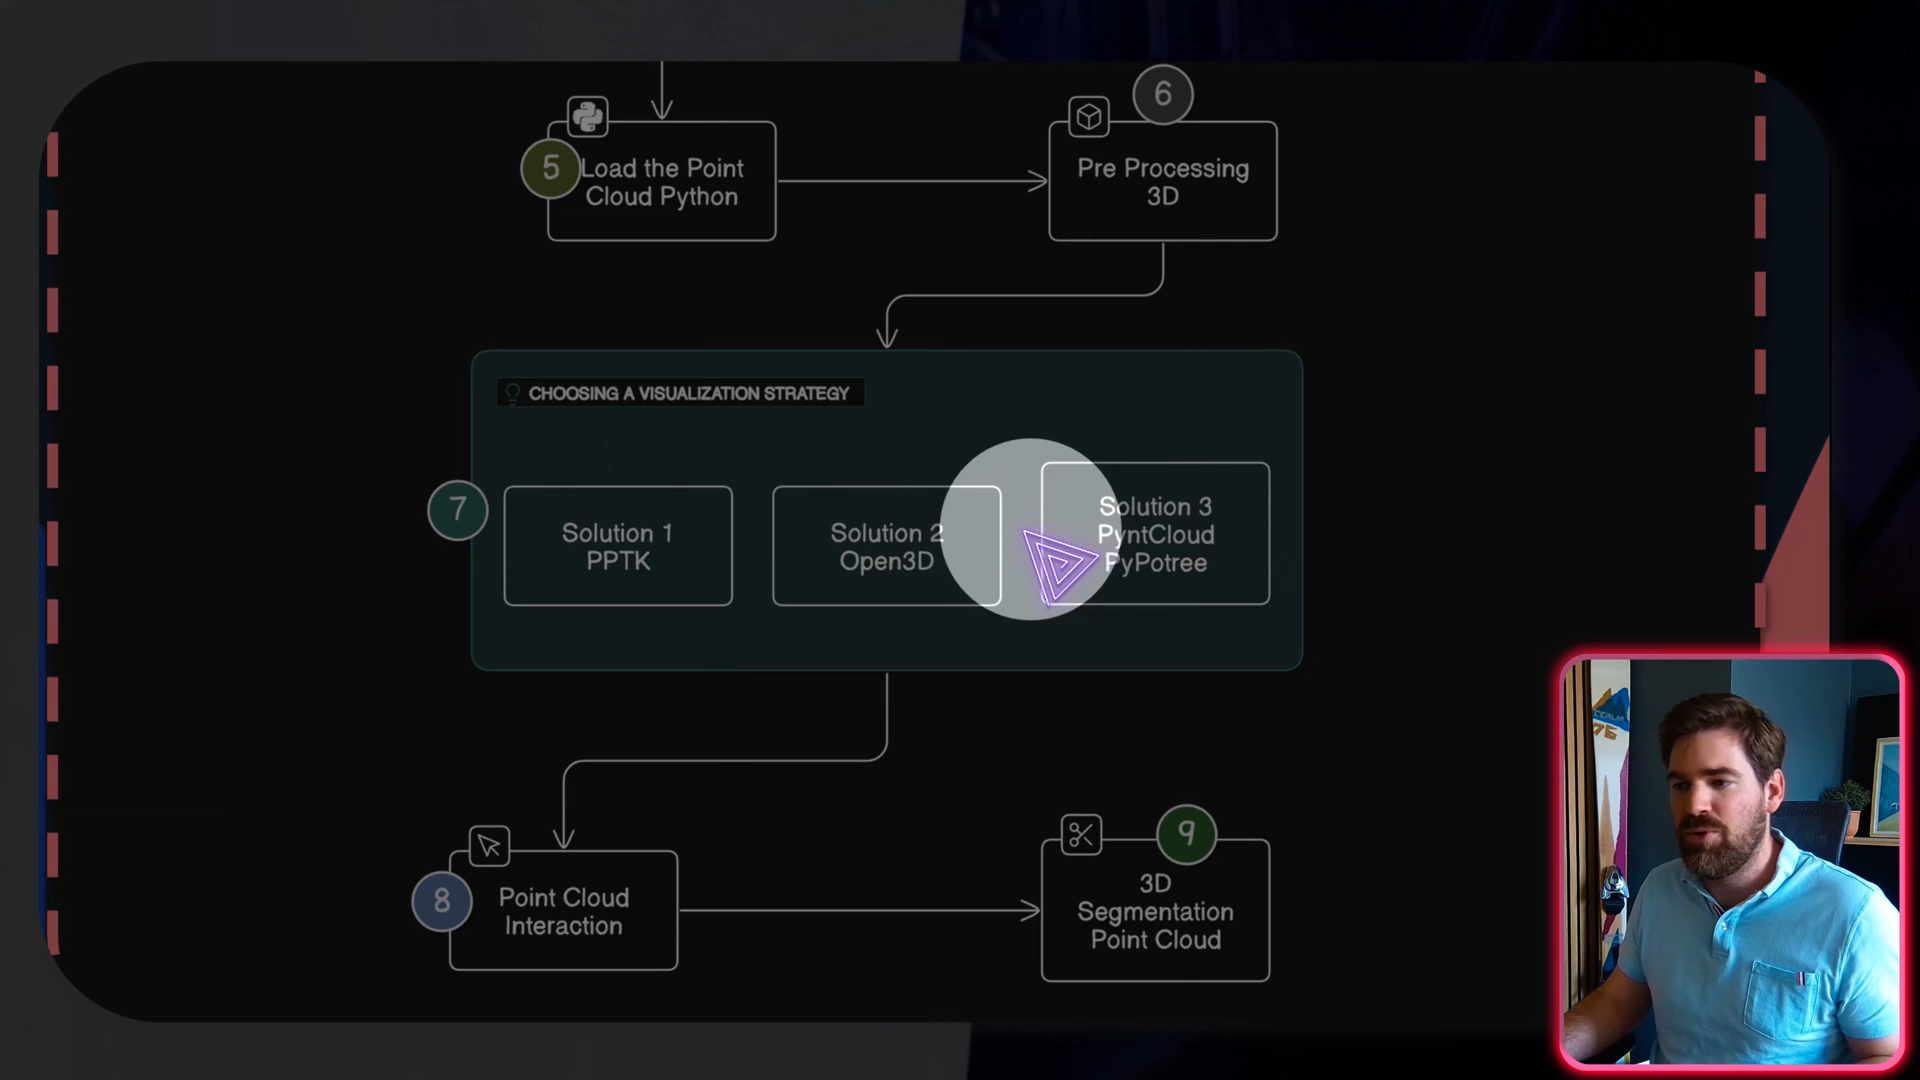 5
Load the Point
Cloud Python
6
Pre Processing
3D
CHOOSING A VISUALIZATION STRATEGY
7
Solution 1
PPTK
Solution 2
Open3D
Solution 3
PyntCloud
PyPotree
8
Point Cloud
Interaction
9
3D
Segmentation
Point Cloud
76